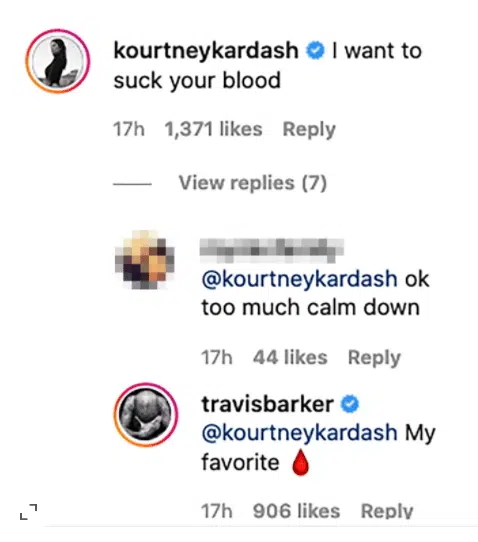 kourtneykardash I want to
suck your blood
17h 1,371 likes Reply
View replies (7)
@kourtneykardash ok
too much calm down
17h 44 likes Reply
travisbarker
@kourtneykardash My
favorite 🩸
17h 906 likes Reply